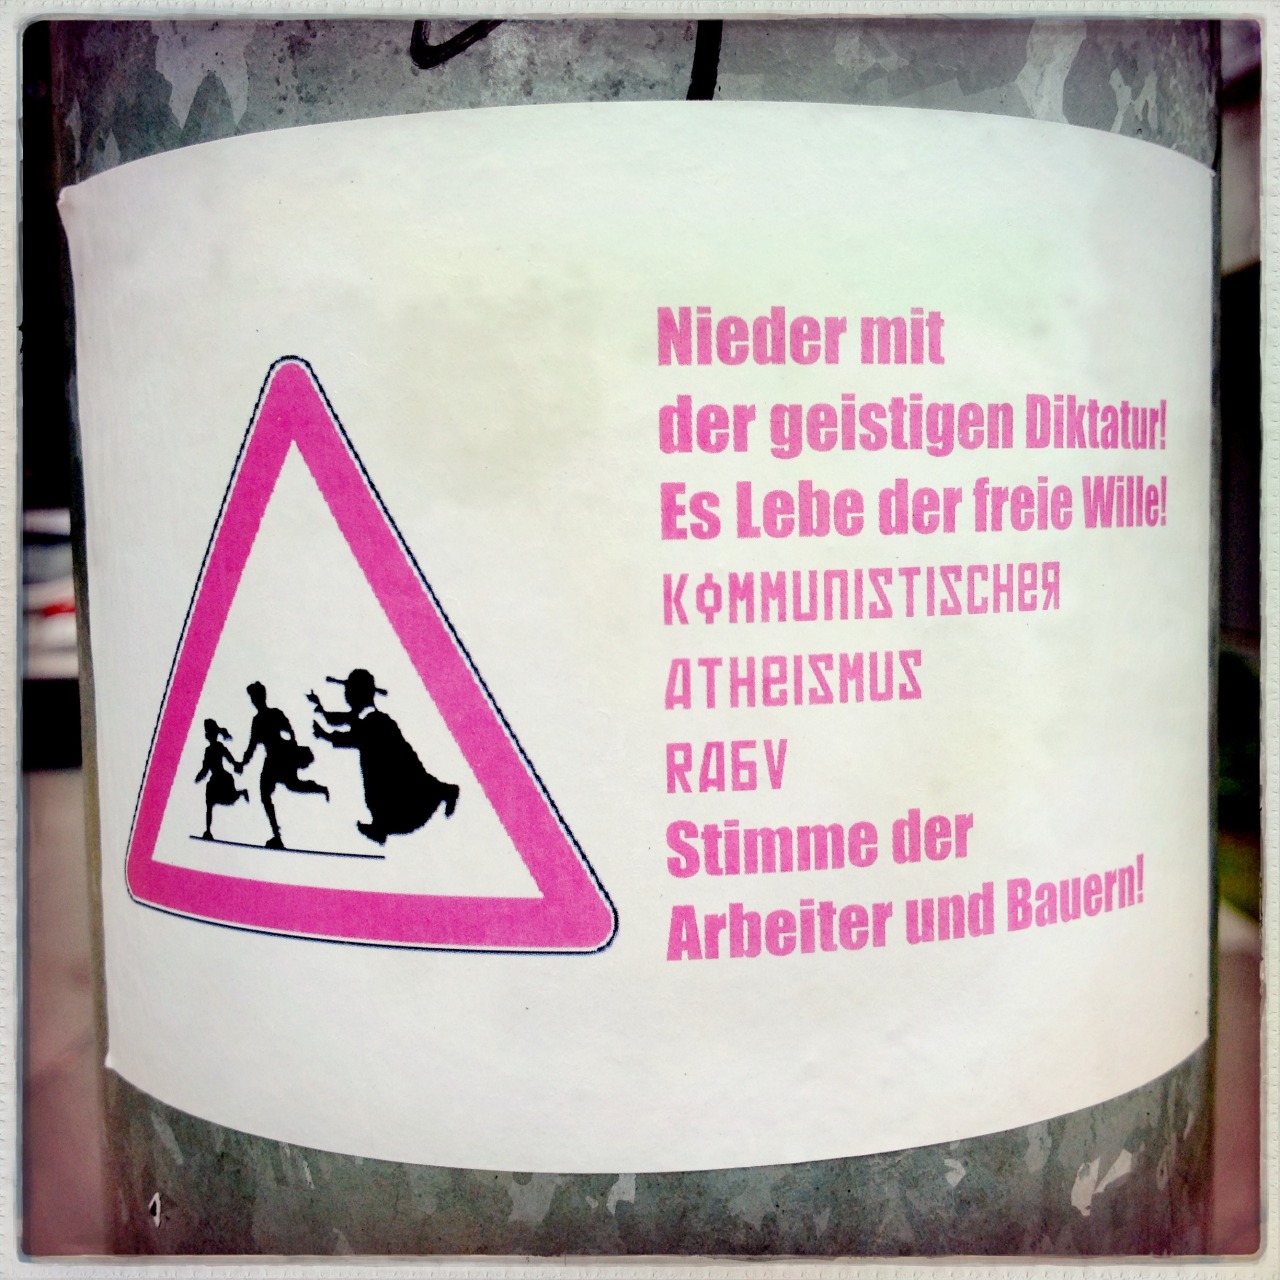 Nieder mit
der geistigen Diktatur!
Es Lebe der freie Wille!
KOMMUNISTISCHER
ATHEISMUS
RAGV
Stimme der
Arbeiter und Bauern!